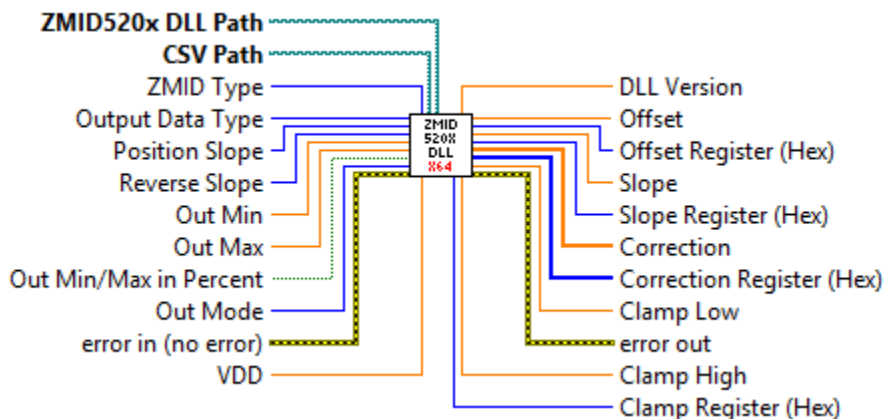 ZMID520x DLL Path
CSV Path
ZMID Type
Output Data Type
Position Slope
Reverse Slope
Out Min
Out Max
Out Min/Max in Percent
Out Mode
error in (no error)
VDD
ZMID
520X
DLL
X64
DLL Version
Offset
Offset Register (Hex)
Slope
Slope Register (Hex)
Correction
Correction Register (Hex)
Clamp Low
error out
Clamp High
Clamp Register (Hex)